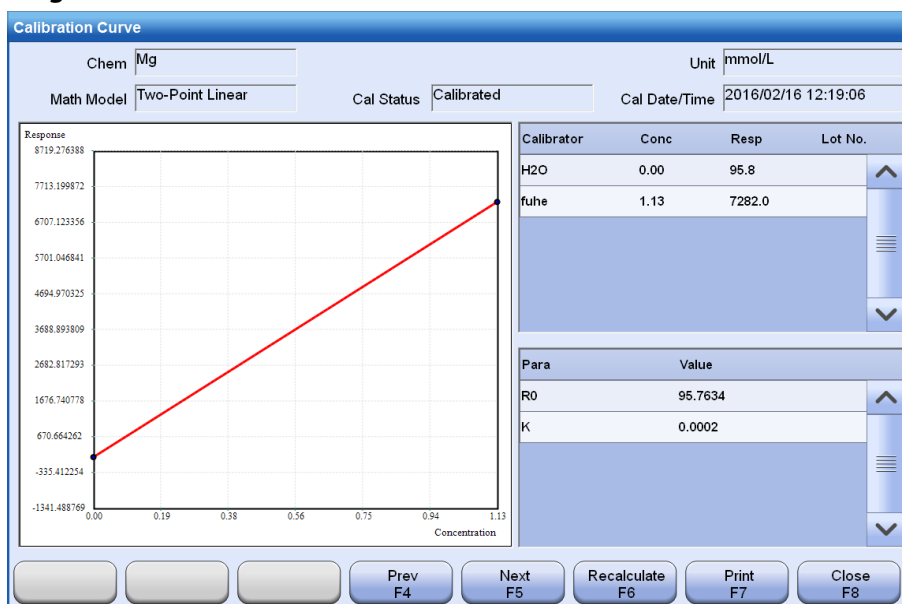 Calibration Curve
Chem Mg Unit mmol/L
Math Model Two-Point Linear Cal Status Calibrated Cal Date/Time 2016/02/16 12:19:06
Response
8719.276388
7713.199872
6707.123356
5701.046841
4694.970325
3688.893809
2682.817293
1676.740778
670.664262
-335.412254
-1341.488769
0.00 0.19 0.38 0.56 0.75 0.94 1.13
Concentration
Calibrator Conc Resp Lot No.
H2O 0.00 95.8
fuhe 1.13 7282.0
Para Value
R0 95.7634
K 0.0002
Prev Next Recalculate Print Close
F4 F5 F6 F7 F8